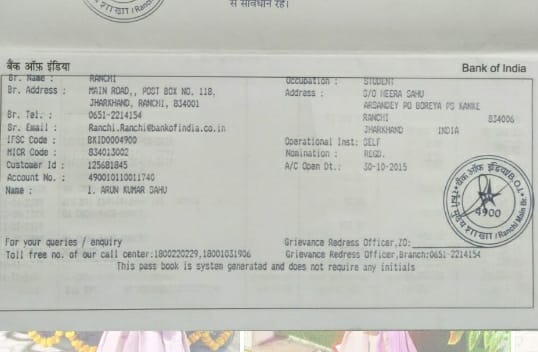 से सावधान रहें।
शाखा (Ranchi
बैंक ऑफ़ इंडिया Bank of India
Br. Name : RANCHI Occupation : STUDENT
Br. Address : MAIN ROAD,, POST BOX NO. 118, Address : S/O HEERA SAHU
JHARKHAND, RANCHI, 834001 ARSANDEY PO BOREYA PS KANKE
Br. Tel.: : 0651-2214154 RANCHI 834006
Br. Email : Ranchi.Ranchi@bankofindia.co.in JHARKHAND INDIA
IFSC Code : BKID0004900 Operational Inst: SELF
MICR Code : 834013002 Nomination : REGD.
Customer Id : 125681845 A/C Open Dt.: 30-10-2015
Account No. : 490010110011740
Name : 1. ARUN KUMAR SAHU
बैंक ऑफ़ इंडिया/B.O.I.
4900
शाखा (Ranchi Main Br.)
For your queries / enquiry Grievance Redress Officer,ZO:
Toll free no. of our call center:1800220229,18001031906 Grievance Redress Officer,Branch:0651-2214154
This pass book is system generated and does not require any initials